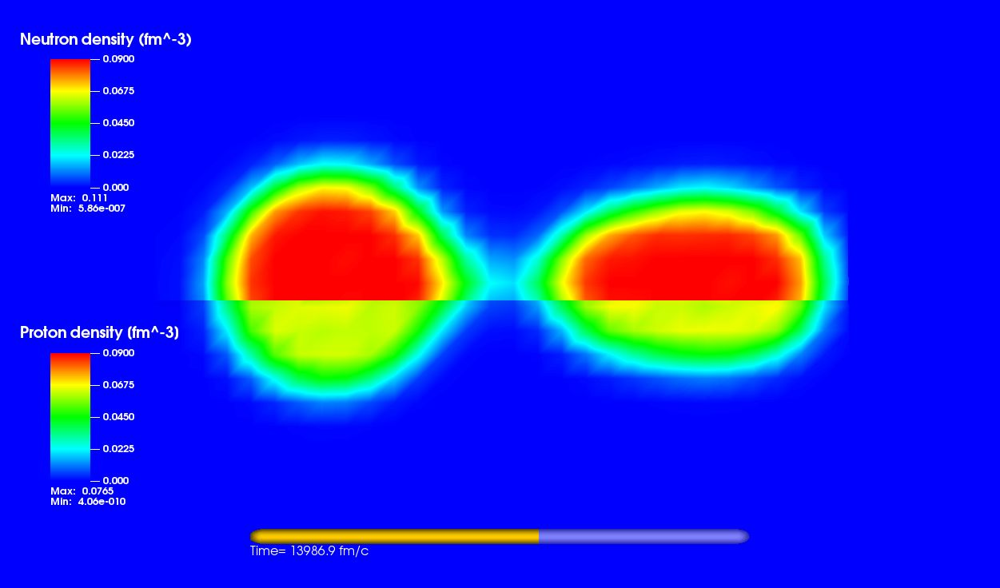 Neutron density (fm^-3)
0.0900
0.0675
0.0450
0.0225
0.000
Max: 0.111
Min: 5.86e-007
Proton density (fm^-3)
0.0900
0.0675
0.0450
0.0225
0.000
Max: 0.0765
Min: 4.06e-010
Time= 13986.9 fm/c